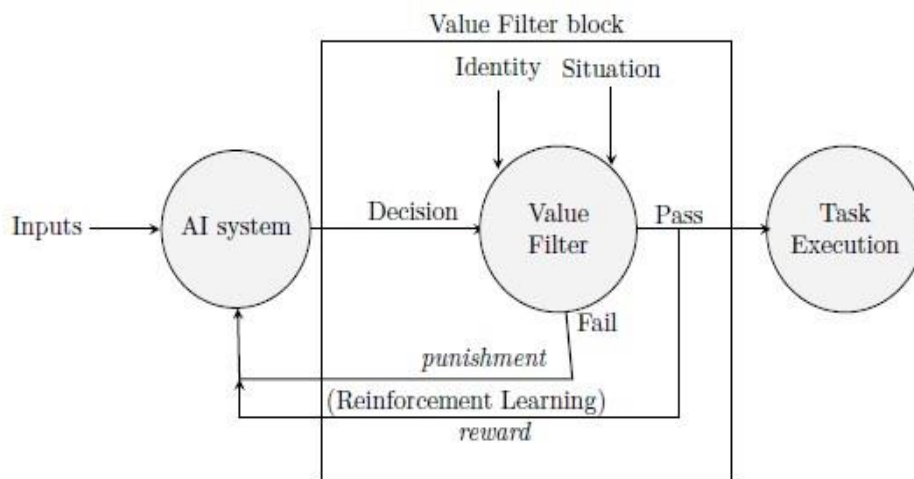 Value Filter block
Identity
Situation
Inputs
AI system
Decision
Value
Filter
Pass
Task
Execution
Fail
punishment
(Reinforcement Learning)
reward